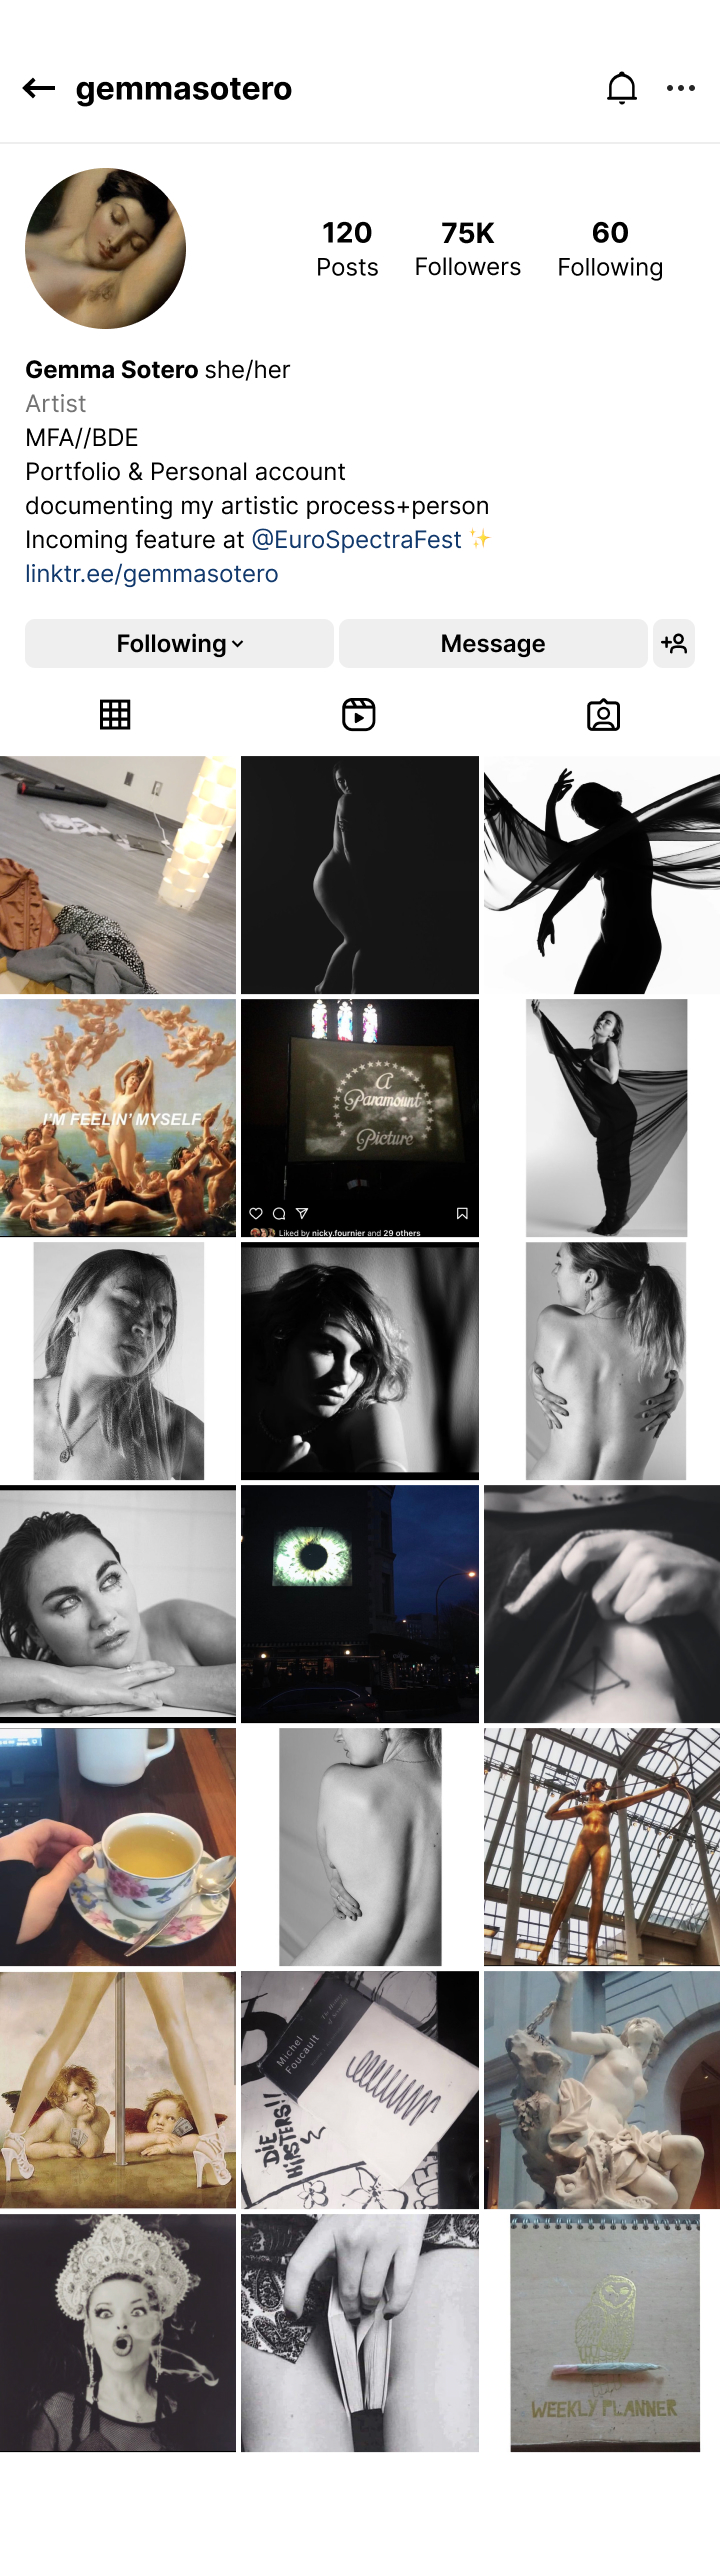 gemmasotero
120
75K
60
Posts
Followers
Following
Gemma Sotero she/her
Artist
MFA//BDE
Portfolio & Personal account
documenting my artistic process+person
Incoming feature at @EuroSpectraFest ✨
linktr.ee/gemmasotero
Following
Message
I'M FEELIN' MYSELF
A
Paramount
Picture
Liked by nicky.fournier and 29 others
Michel
Foucault
DIE
HIPSTERS!!
WEEKLY PLANNER